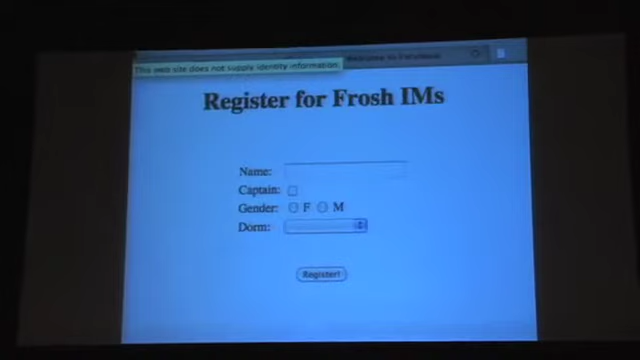 This web site does not supply identity information.
Register for Frosh IMs
Name:
Captain:
Gender: F M
Dorm:
Register!